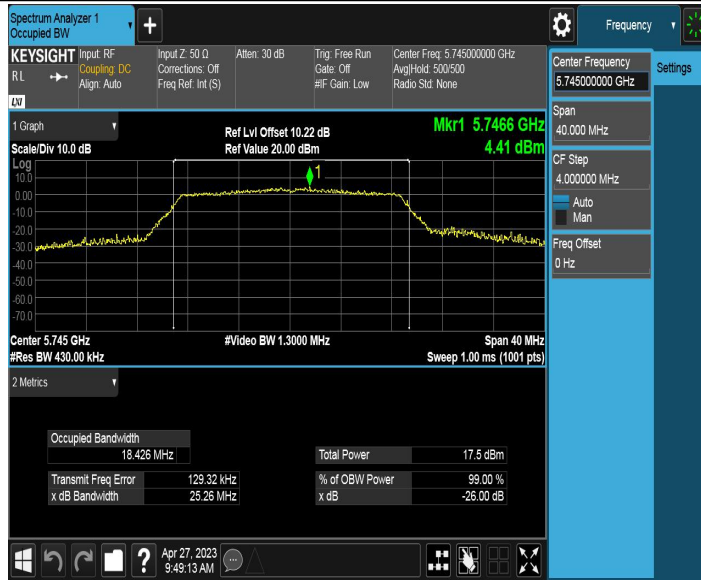 Spectrum Analyzer 1
Occupied BW
+
Frequency
KEYSIGHT
RL
LXI
Input: RF
Coupling: DC
Align: Auto
Input Z: 50 Ω
Corrections: Off
Freq Ref: Int (S)
Atten: 30 dB
Trig: Free Run
Gate: Off
#IF Gain: Low
Center Freq: 5.745000000 GHz
Avg|Hold: 500/500
Radio Std: None
Center Frequency
5.745000000 GHz
Settings
Span
40.000 MHz
CF Step
4.000000 MHz
Auto
Man
Freq Offset
0 Hz
1 Graph
Scale/Div 10.0 dB
Ref Lvl Offset 10.22 dB
Ref Value 20.00 dBm
Mkr1 5.7466 GHz
4.41 dBm
Log
10.0
0.00
-10.0
-20.0
-30.0
-40.0
-50.0
-60.0
-70.0
1
Center 5.745 GHz
#Res BW 430.00 kHz
#Video BW 1.3000 MHz
Span 40 MHz
Sweep 1.00 ms (1001 pts)
2 Metrics
Occupied Bandwidth
18.426 MHz
Transmit Freq Error 129.32 kHz
x dB Bandwidth 25.26 MHz
Total Power 17.5 dBm
% of OBW Power 99.00 %
x dB -26.00 dB
?
Apr 27, 2023
9:49:13 AM